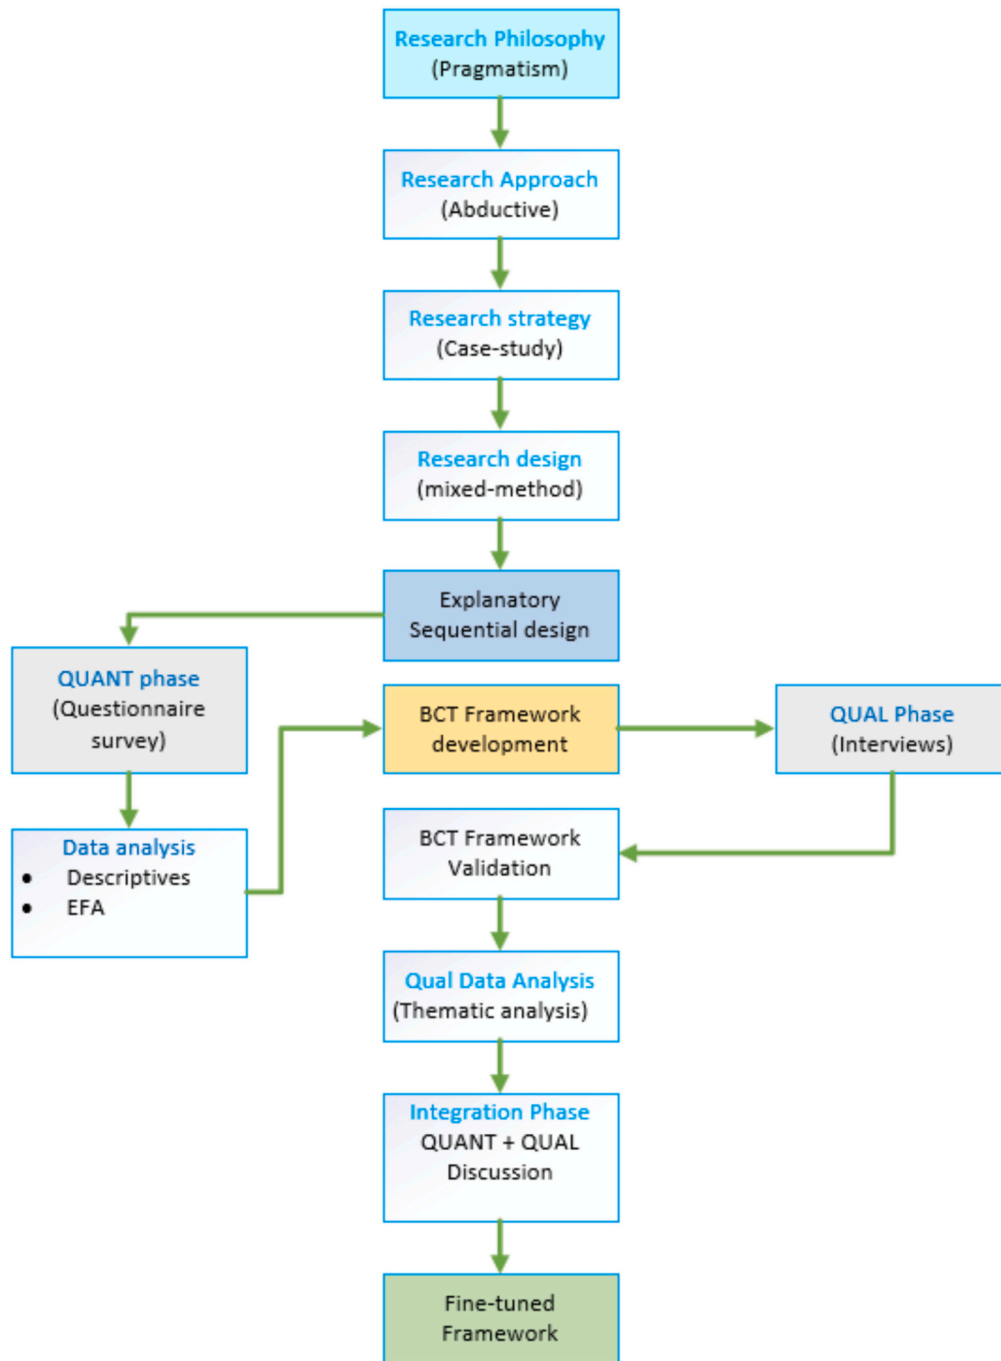 Research Philosophy
(Pragmatism)
Research Approach
(Abductive)
Research strategy
(Case-study)
Research design
(mixed-method)
Explanatory
Sequential design
QUANT phase
(Questionnaire
survey)
Data analysis
• Descriptives
• EFA
BCT Framework
development
QUAL Phase
(Interviews)
BCT Framework
Validation
Qual Data Analysis
(Thematic analysis)
Integration Phase
QUANT + QUAL
Discussion
Fine-tuned
Framework